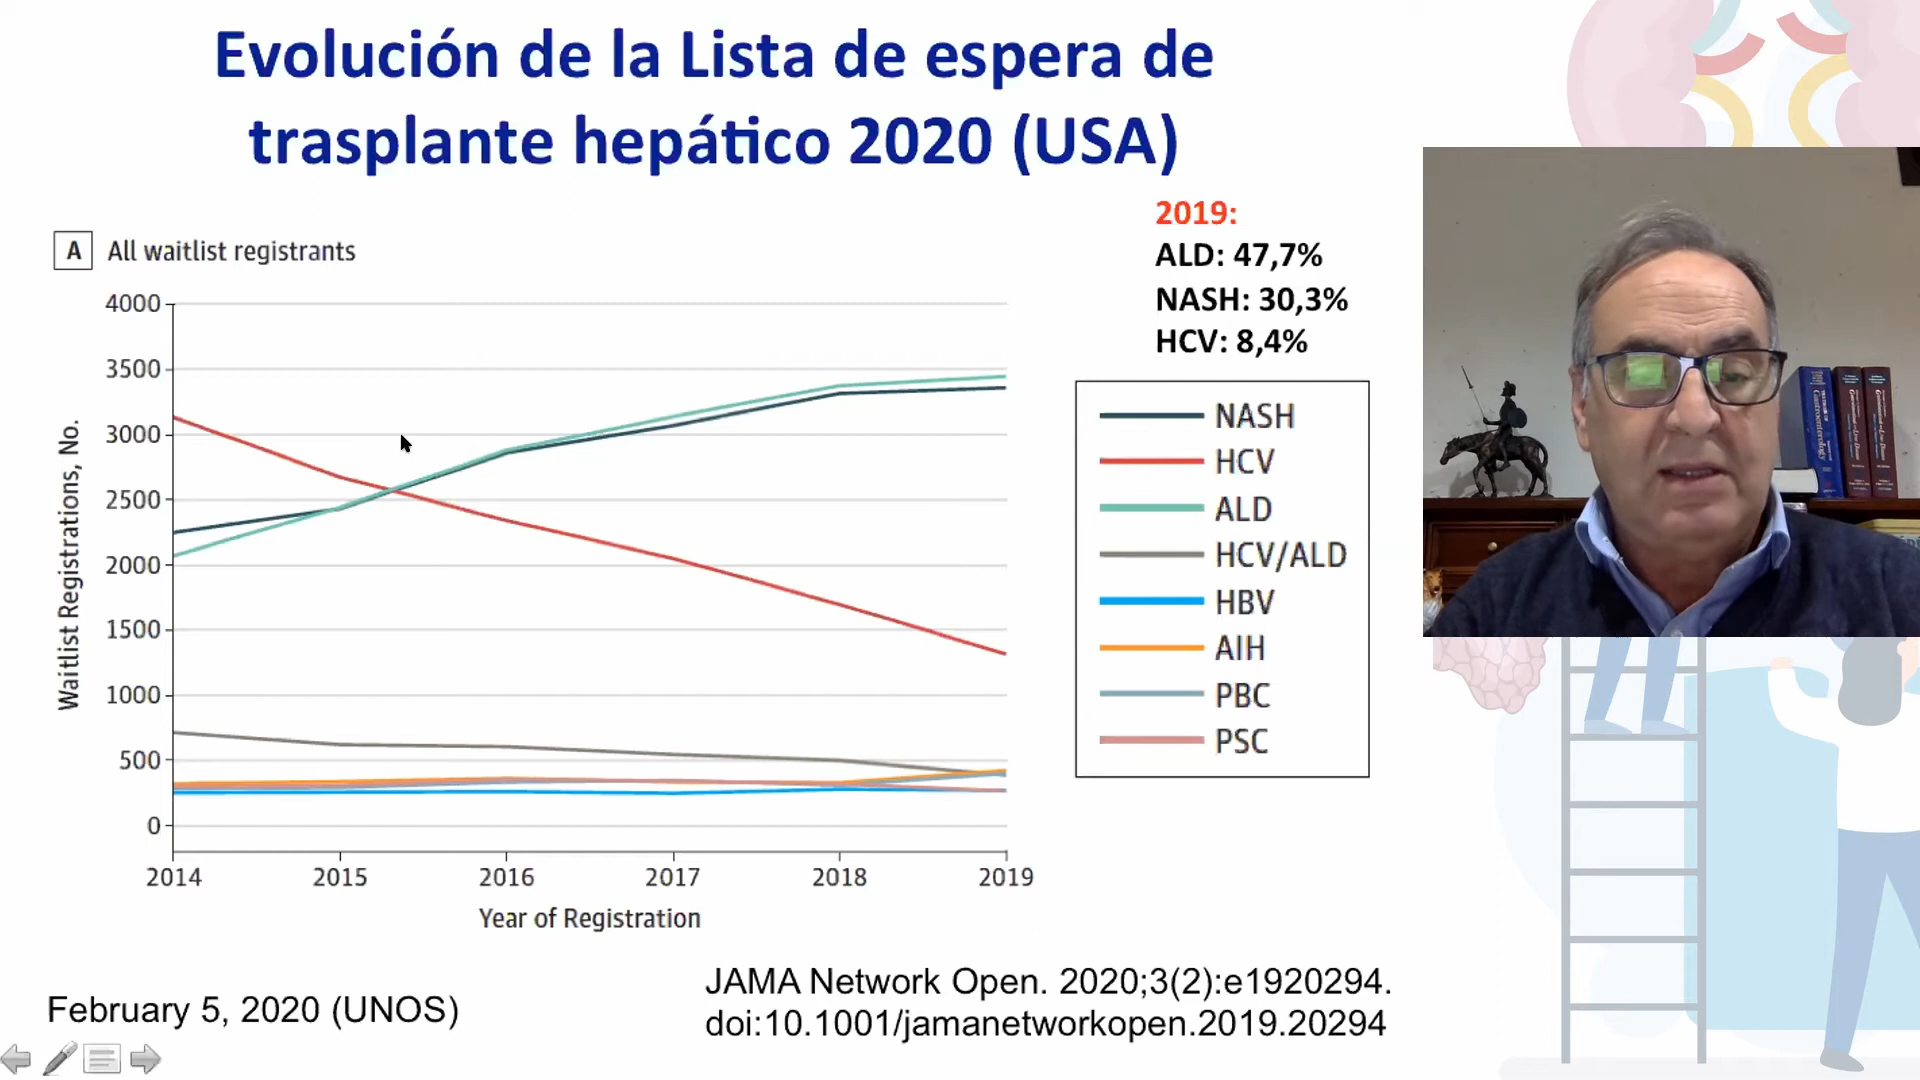 Evolución de la Lista de espera de
trasplante hepático 2020 (USA)
2019:
ALD: 47,7%
NASH: 30,3%
HCV: 8,4%
A All waitlist registrants
4000
3500
3000
2500
2000
1500
1000
500
0
Waitlist Registrations, No.
2014 2015 2016 2017 2018 2019
Year of Registration
NASH
HCV
ALD
HCV/ALD
HBV
AIH
PBC
PSC
February 5, 2020 (UNOS)
JAMA Network Open. 2020;3(2):e1920294.
doi:10.1001/jamanetworkopen.2019.20294